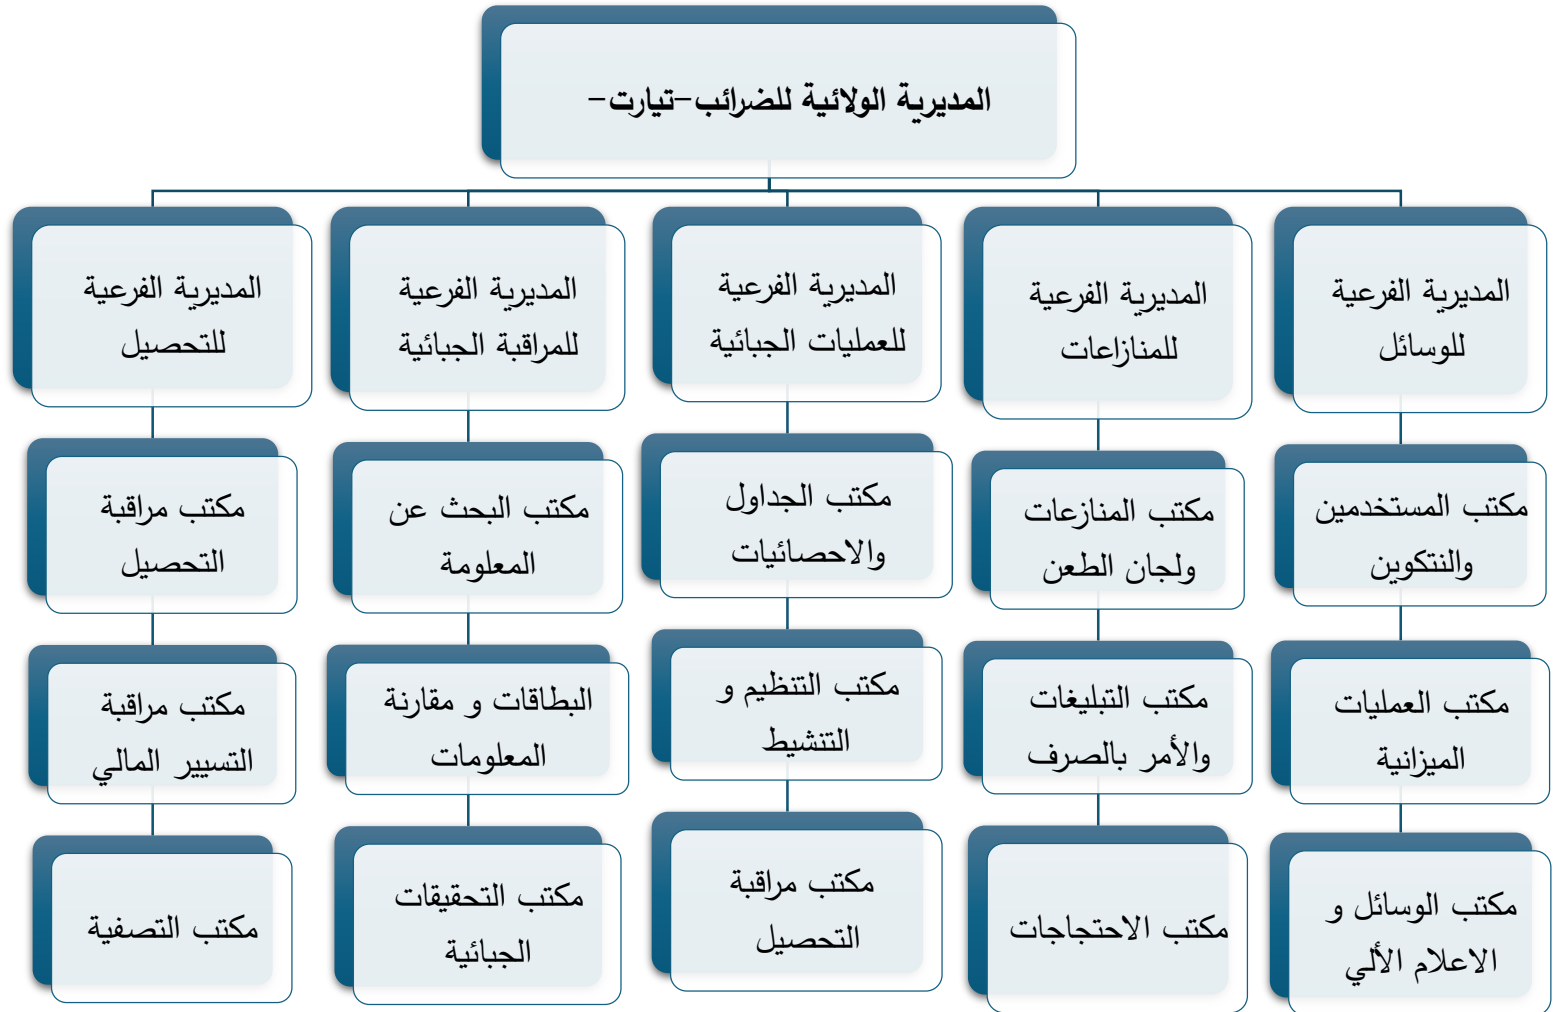 المديرية الولائية للضرائب-تيارت-
المديرية الفرعية
للوسائل
المديرية الفرعية
للمنازاعات
المديرية الفرعية
للعمليات الجبائية
المديرية الفرعية
للمراقبة الجبائية
المديرية الفرعية
للتحصيل
مكتب المستخدمين
والنتكوين
مكتب المنازعات
ولجان الطعن
مكتب الجداول
والاحصائيات
مكتب البحث عن
المعلومة
مكتب مراقبة
التحصيل
مكتب العمليات
الميزانية
مكتب التبليغات
والأمر بالصرف
مكتب التنظيم و
التنشيط
البطاقات و مقارنة
المعلومات
مكتب مراقبة
التسيير المالي
مكتب الوسائل و
الاعلام الألي
مكتب الاحتجاجات
مكتب مراقبة
التحصيل
مكتب التحقيقات
الجبائية
مكتب التصفية